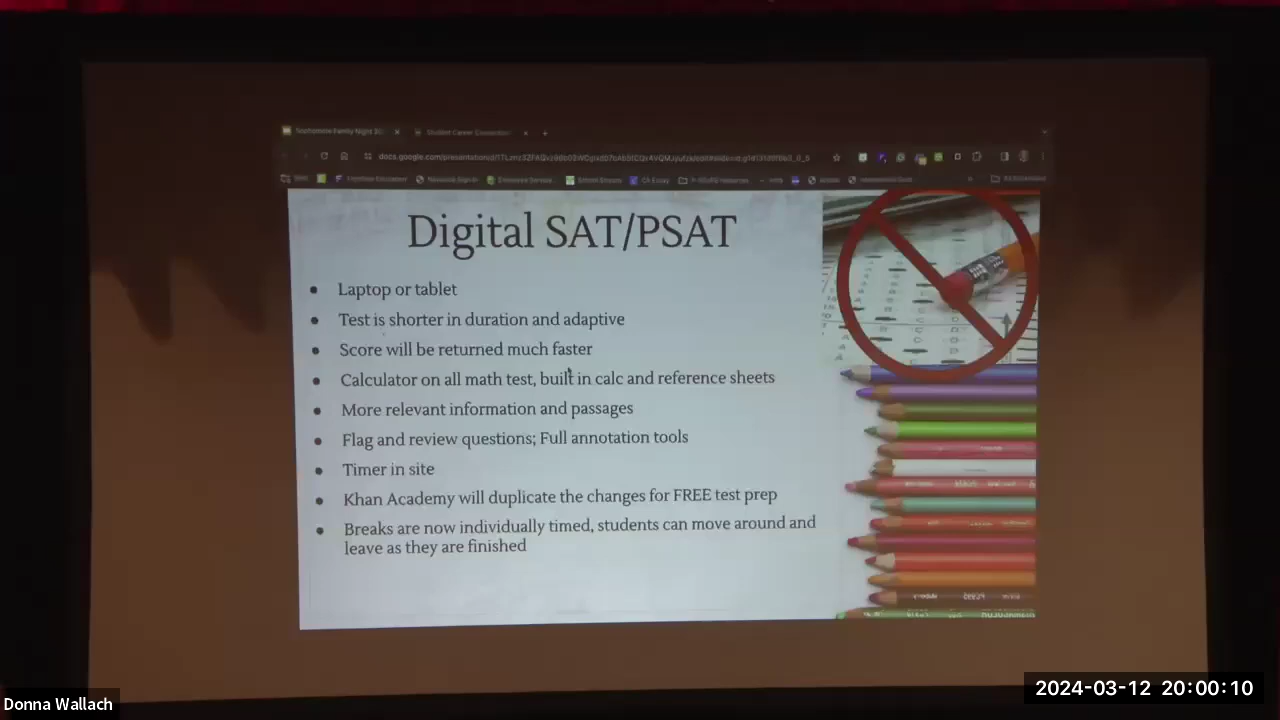 docs.google.com/presentation
Digital SAT/PSAT
Laptop or tablet
Test is shorter in duration and adaptive
Score will be returned much faster
Calculator on all math test, built in calc and reference sheets
More relevant information and passages
Flag and review questions; Full annotation tools
Timer in site
Khan Academy will duplicate the changes for FREE test prep
Breaks are now individually timed, students can move around and
leave as they are finished
Donna Wallach
2024-03-12 20:00:10